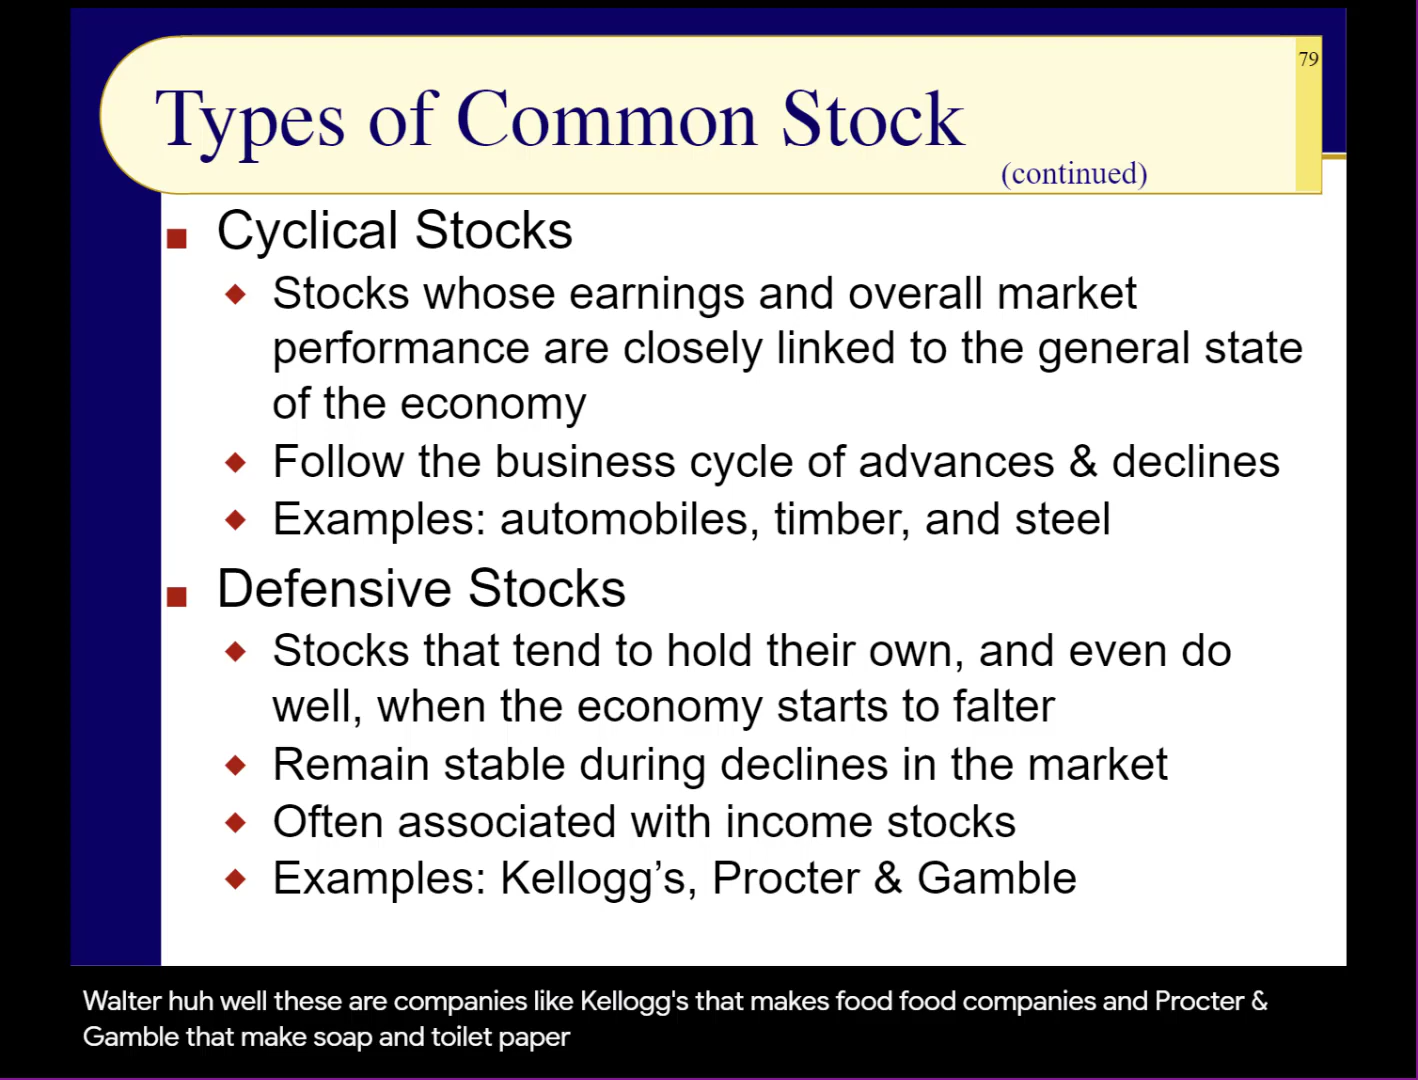 79
Types of Common Stock
(continued)
Cyclical Stocks
Stocks whose earnings and overall market
performance are closely linked to the general state
of the economy
Follow the business cycle of advances & declines
Examples: automobiles, timber, and steel
Defensive Stocks
Stocks that tend to hold their own, and even do
well, when the economy starts to falter
Remain stable during declines in the market
Often associated with income stocks
Examples: Kellogg’s, Procter & Gamble
Walter huh well these are companies like Kellogg's that makes food food companies and Procter &
Gamble that make soap and toilet paper